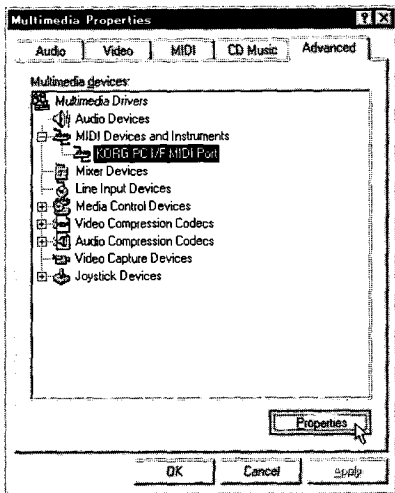 Multimedia Properties
Audio Video MIDI CD Music Advanced
Multimedia devices:
Multimedia Drivers
Audio Devices
MIDI Devices and Instruments
KORG PC I/F MIDI Port
Mixer Devices
Line Input Devices
Media Control Devices
Video Compression Codecs
Audio Compression Codecs
Video Capture Devices
Joystick Devices
Properties
OK Cancel Apply